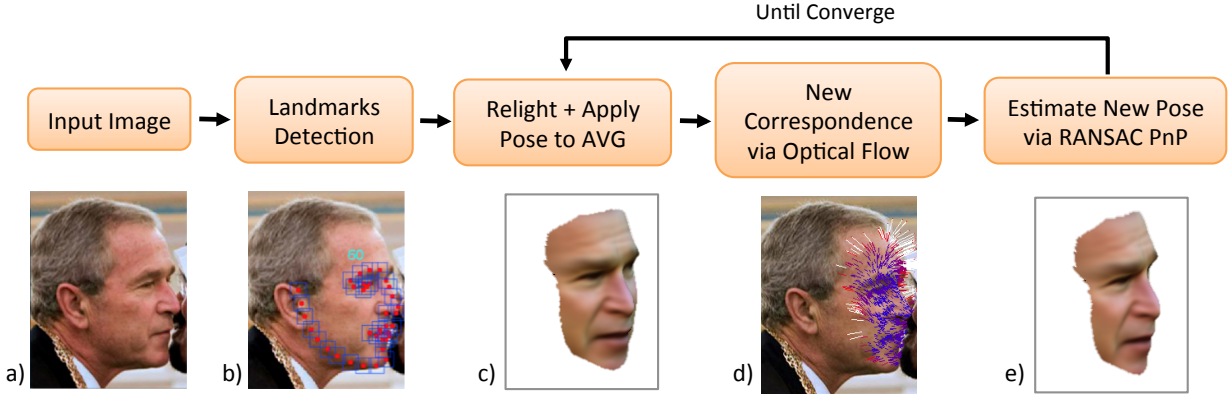 Until Converge
Input Image
Landmarks
Detection
Relight + Apply
Pose to AVG
New
Correspondence
via Optical Flow
Estimate New Pose
via RANSAC PnP
60
a)
b)
c)
d)
e)